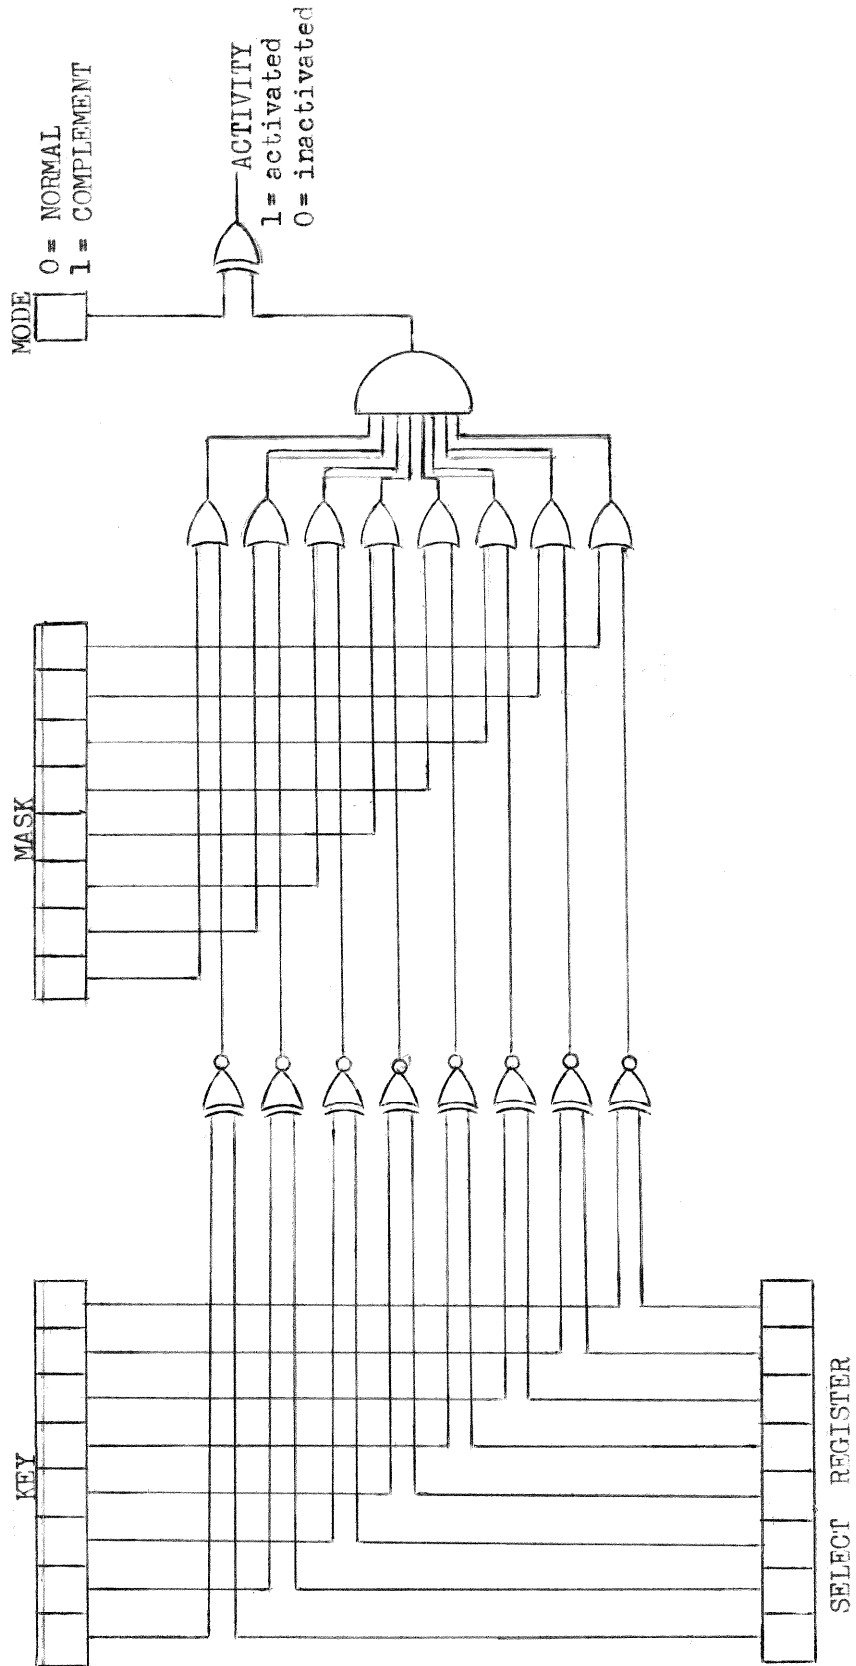 KEY
SELECT REGISTER
MASK
MODE
0 = NORMAL
1 = COMPLEMENT
ACTIVITY
1 = activated
0 = inactivated